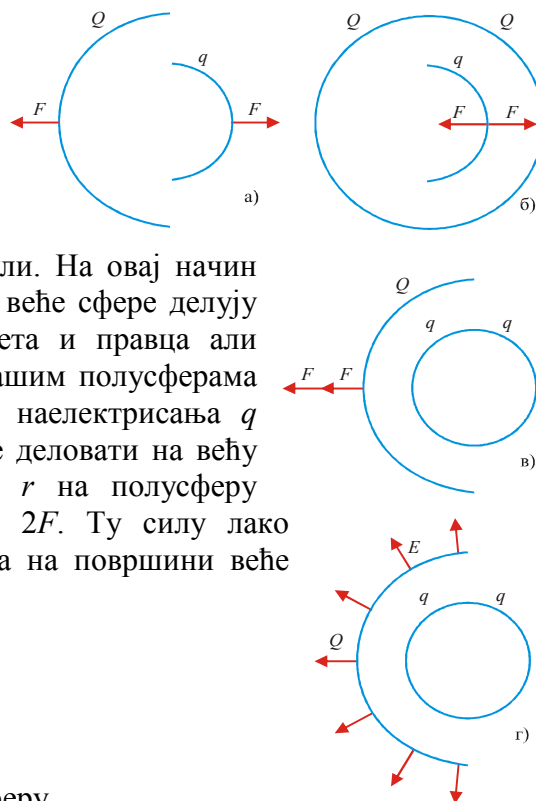 Q
q
F
F
а)
Q
Q
q
F
F
б)
ли. На овај начин
веће сфере делују
ета и правца али
ашим полусферама
наелектрисања q
е деловати на већу
r на полусферу
2F. Ту силу лако
а на површини веће
Q
q
q
F
F
в)
E
q
q
Q
г)